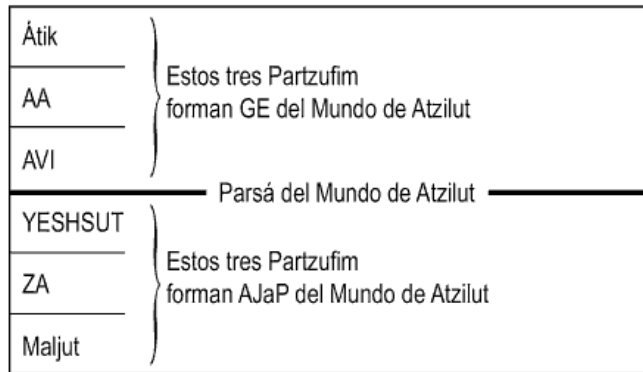 Átik
AA
AVI
Estos tres Partzufim
forman GE del Mundo de Atzilut
Parsá del Mundo de Atzilut
YESHSUT
ZA
Maljut
Estos tres Partzufim
forman AJaP del Mundo de Atzilut